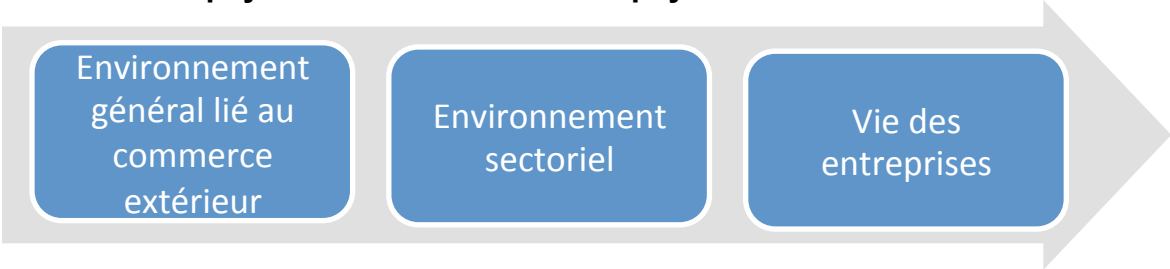 Environnement
général lié au
commerce
extérieur
Environnement
sectoriel
Vie des
entreprises